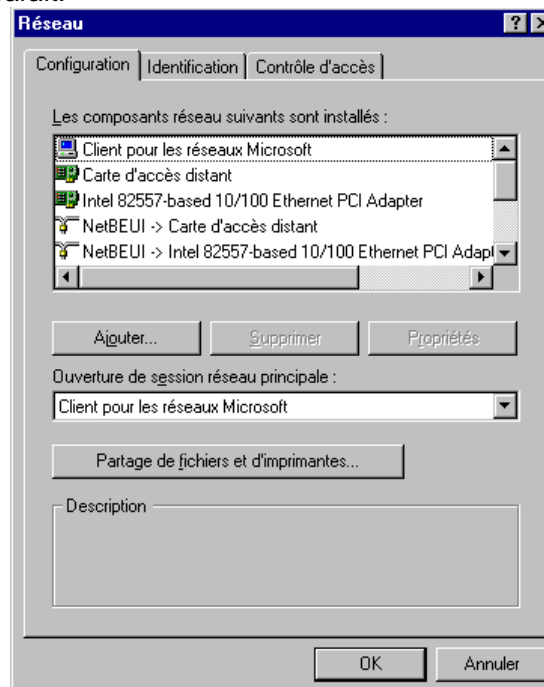 Réseau
Configuration Identification Contrôle d'accès
Les composants réseau suivants sont installés :
Client pour les réseaux Microsoft
Carte d'accès distant
Intel 82557-based 10/100 Ethernet PCI Adapter
NetBEUI -> Carte d'accès distant
NetBEUI -> Intel 82557-based 10/100 Ethernet PCI Adapt
Ajouter... Supprimer Propriétés
Ouverture de session réseau principale :
Client pour les réseaux Microsoft
Partage de fichiers et d'imprimantes...
Description
OK Annuler